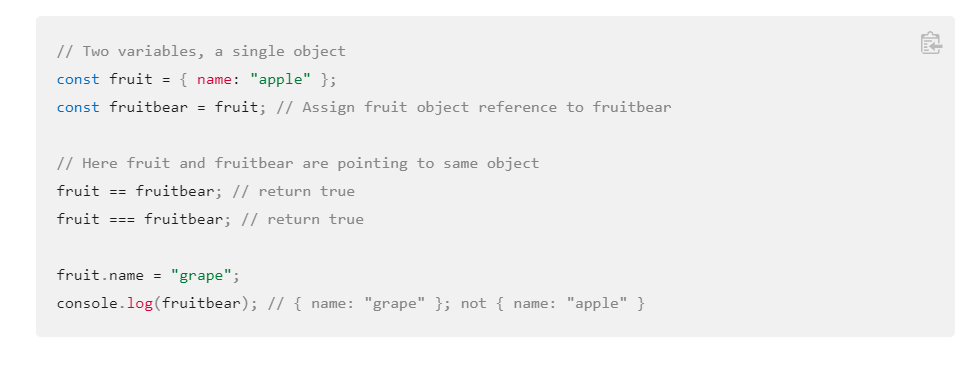 // Two variables, a single object
const fruit = { name: "apple" };
const fruitbear = fruit; // Assign fruit object reference to fruitbear
// Here fruit and fruitbear are pointing to same object
fruit == fruitbear; // return true
fruit === fruitbear; // return true
fruit.name = "grape";
console.log(fruitbear); // { name: "grape" }; not { name: "apple" }